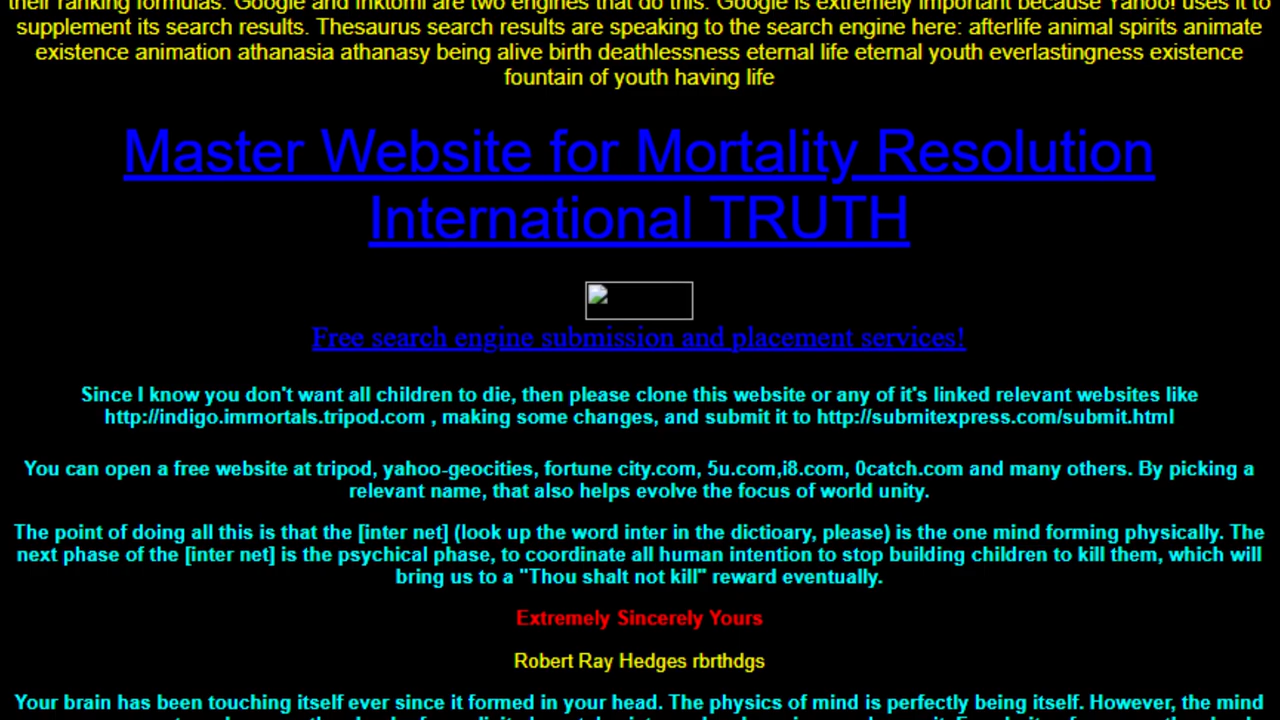 their ranking formulas. Google and Inktomi are two engines that do this. Google is extremely important because Yahoo! uses it to
supplement its search results. Thesaurus search results are speaking to the search engine here: afterlife animal spirits animate
existence animation athanasia athanasy being alive birth deathlessness eternal life eternal youth everlastingness existence
fountain of youth having life
Master Website for Mortality Resolution
International TRUTH
Free search engine submission and placement services!
Since I know you don't want all children to die, then please clone this website or any of it's linked relevant websites like
http://indigo.immortals.tripod.com , making some changes, and submit it to http://submitexpress.com/submit.html
You can open a free website at tripod, yahoo-geocities, fortune city.com, 5u.com,i8.com, 0catch.com and many others. By picking a
relevant name, that also helps evolve the focus of world unity.
The point of doing all this is that the [inter net] (look up the word inter in the dictioary, please) is the one mind forming physically. The
next phase of the [inter net] is the psychical phase, to coordinate all human intention to stop building children to kill them, which will
bring us to a "Thou shalt not kill" reward eventually.
Extremely Sincerely Yours
Robert Ray Hedges rbrthdgs
Your brain has been touching itself ever since it formed in your head. The physics of mind is perfectly being itself. However, the mind